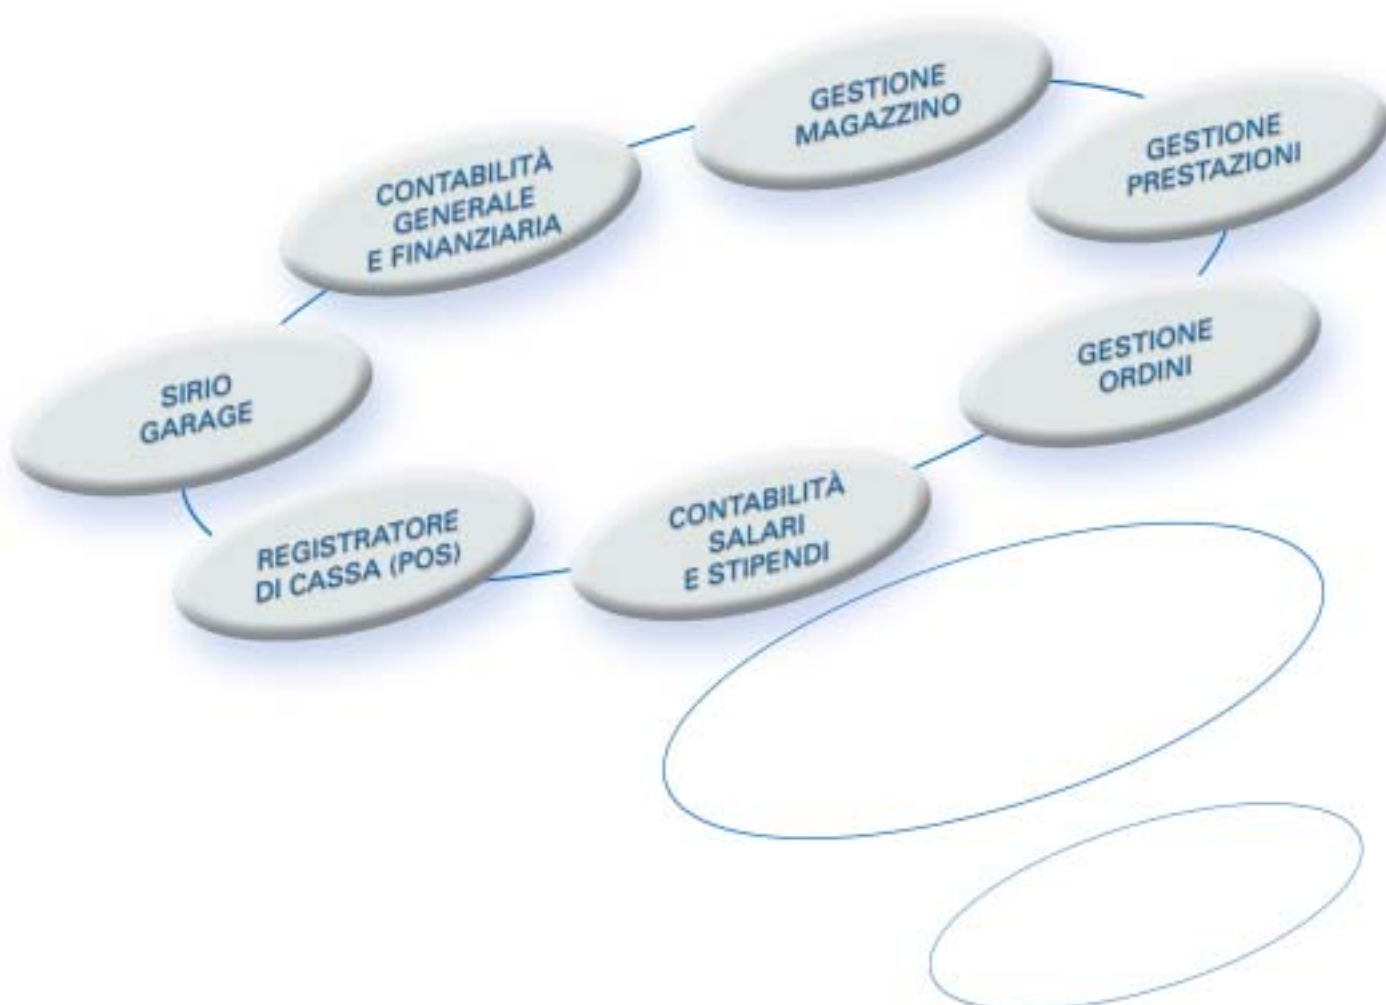 GESTIONE
MAGAZZINO
GESTIONE
PRESTAZIONI
CONTABILITÀ
GENERALE
E FINANZIARIA
GESTIONE
ORDINI
SIRIO
GARAGE
CONTABILITÀ
SALARI
E STIPENDI
REGISTRATORE
DI CASSA (POS)